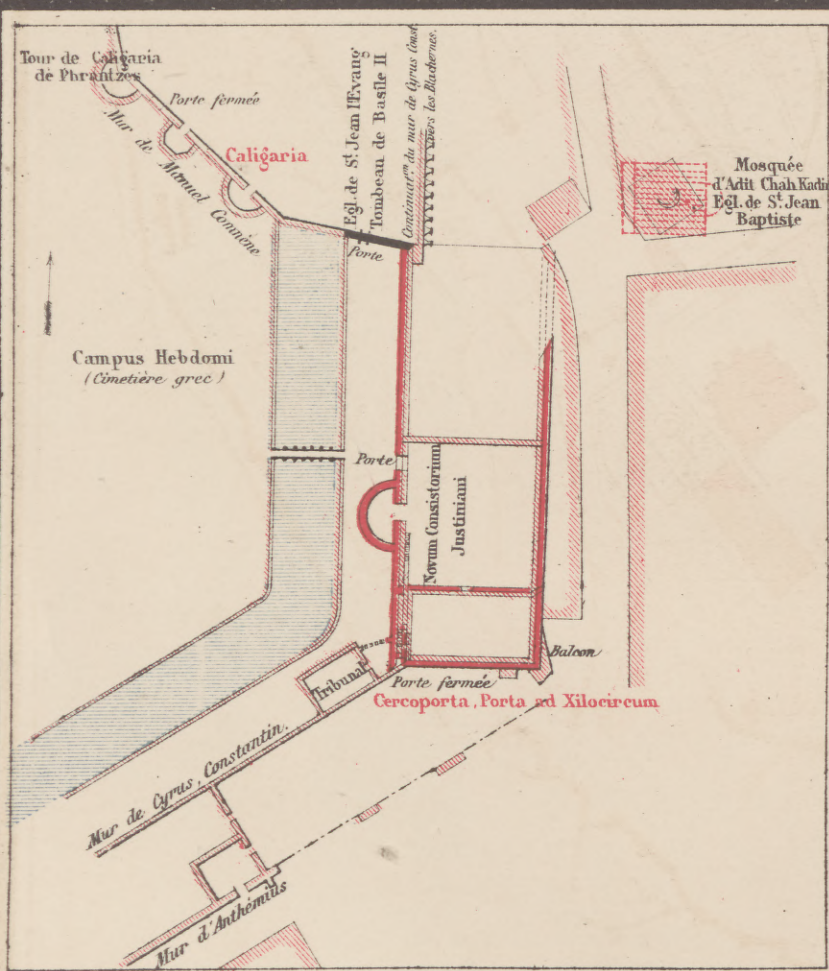 Tour de Caligaria
de Phrantzes
Porte fermée
Caligaria
Mur de Manuel Comnène
Egl. de St. Jean l'Evang
Tombeau de Basile II
Continuat.on du mur de Cyrus Const.
vers les Blachernes.
Porte
Mosquée
d'Adit Chah Kadin
Egl. de St. Jean
Baptiste
Campus Hebdomi
(Cimetière grec)
Porte
Novum Consistorium
Justiniani
Tribunal
Balcon
Porte fermée
Cercoporta, Porta ad Xilocircum
Mur de Cyrus, Constantin.
Mur d'Anthémius